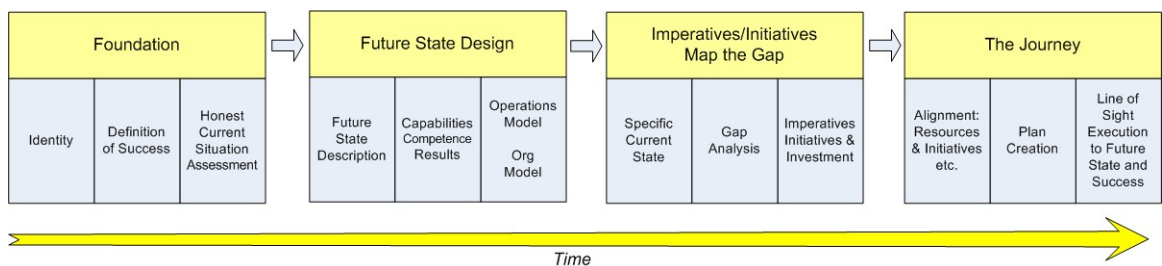 Foundation
Identity
Definition
of Success
Honest
Current
Situation
Assessment
Future State Design
Future
State
Description
Capabilities
Competence
Results
Operations
Model
Org
Model
Imperatives/Initiatives
Map the Gap
Specific
Current
State
Gap
Analysis
Imperatives
Initiatives &
Investment
The Journey
Alignment:
Resources
& Initiatives
etc.
Plan
Creation
Line of
Sight
Execution
to Future
State and
Success
Time